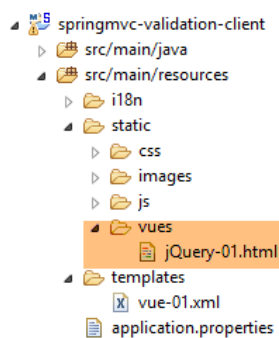 springmvc-validation-client
src/main/java
src/main/resources
i18n
static
css
images
js
vues
jQuery-01.html
templates
vue-01.xml
application.properties